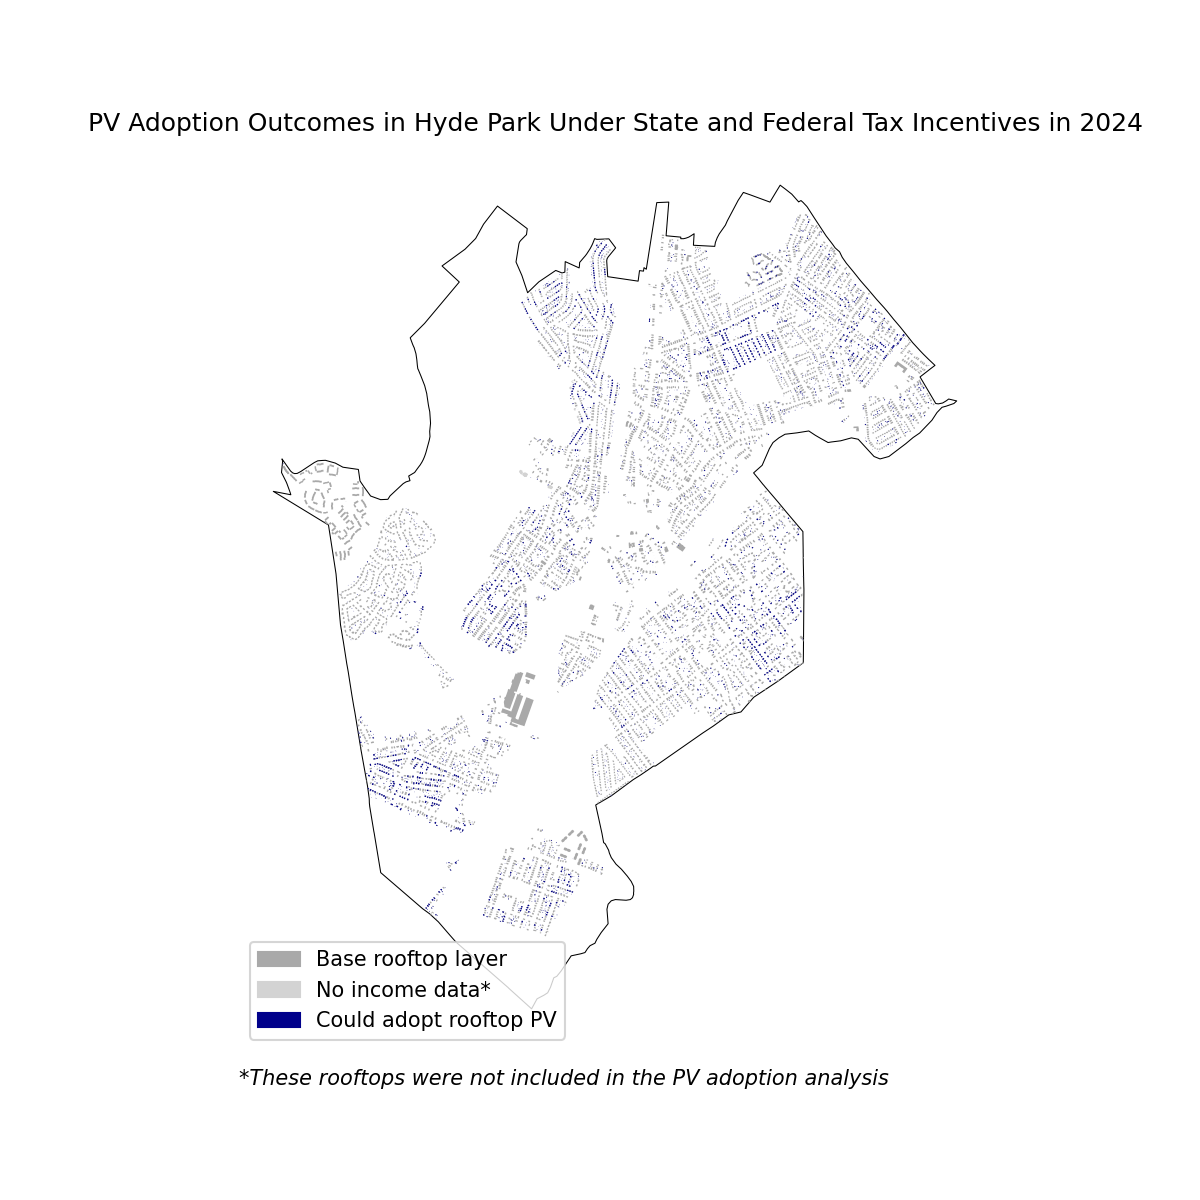 PV Adoption Outcomes in Hyde Park Under State and Federal Tax Incentives in 2024
Base rooftop layer
No income data*
Could adopt rooftop PV
*These rooftops were not included in the PV adoption analysis